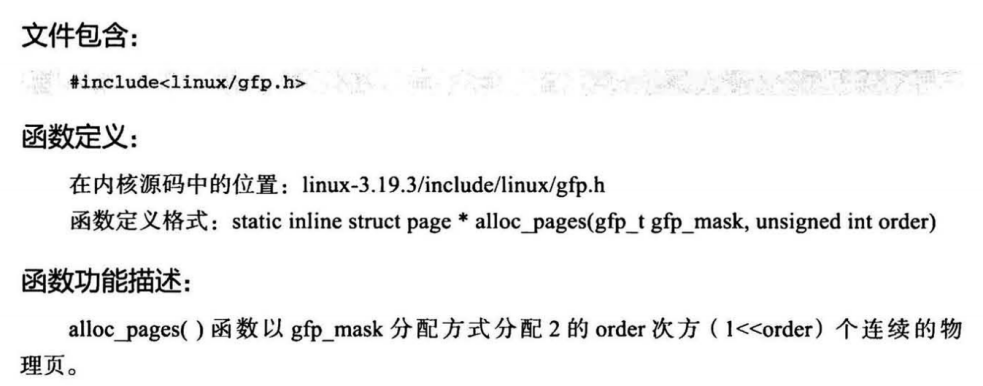 文件包含：
#include<linux/gfp.h>
函数定义：
在内核源码中的位置：linux-3.19.3/include/linux/gfp.h
函数定义格式：static inline struct page * alloc_pages(gfp_t gfp_mask, unsigned int order)
函数功能描述：
alloc_pages( ) 函数以 gfp_mask 分配方式分配 2 的 order 次方（1<<order）个连续的物
理页。